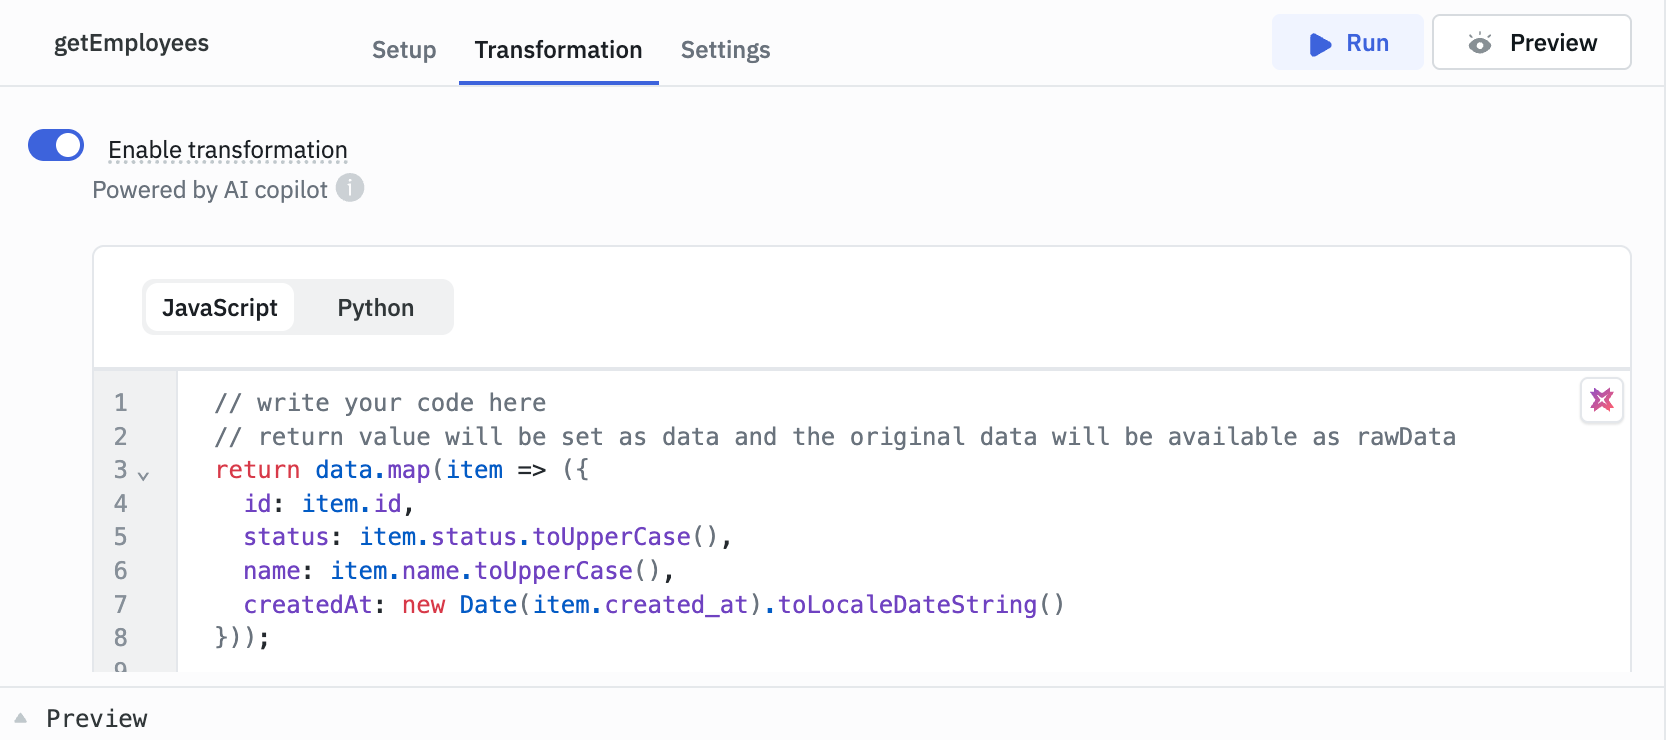 getEmployees
Setup Transformation Settings
Run Preview
Enable transformation
Powered by AI copilot i
JavaScript Python
1 // write your code here
2 // return value will be set as data and the original data will be available as rawData
3 return data.map(item => ({
4   id: item.id,
5   status: item.status.toUpperCase(),
6   name: item.name.toUpperCase(),
7   createdAt: new Date(item.created_at).toLocaleDateString()
8 }));
9
Preview